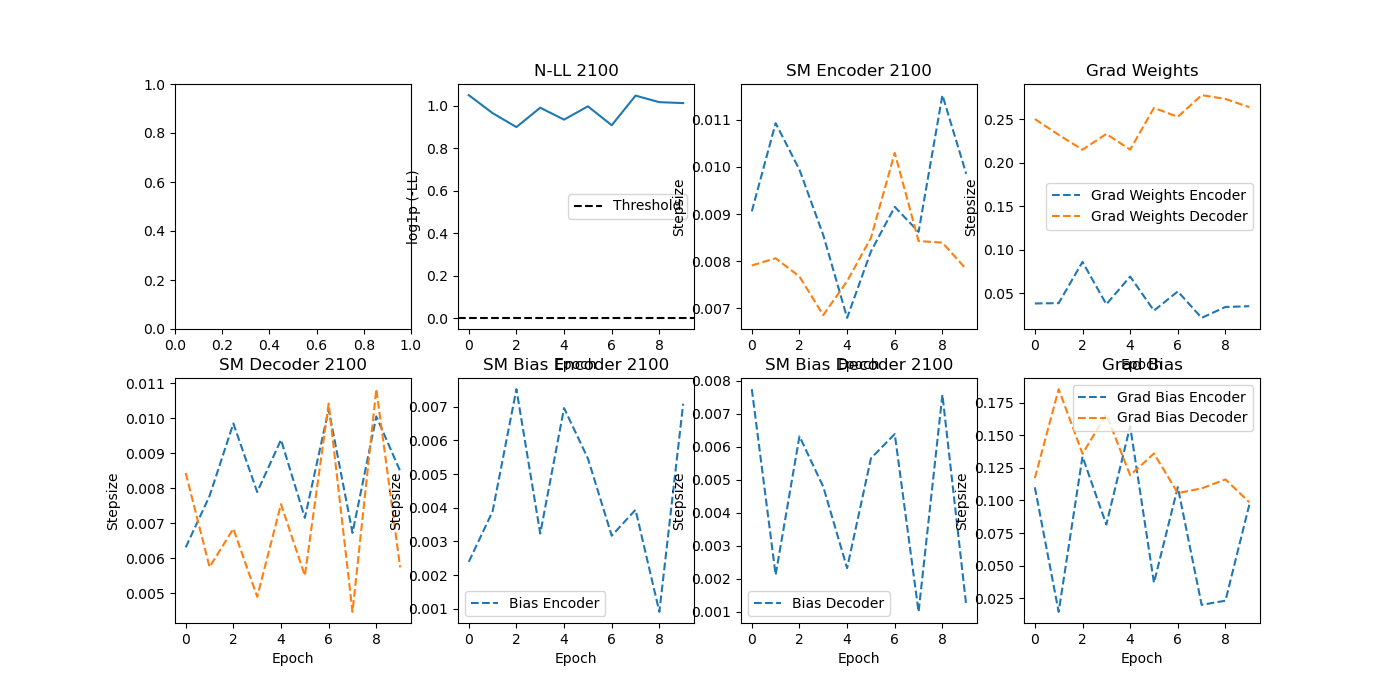 N-LL 2100
SM Encoder 2100
Grad Weights
1.0
0.8
0.6
0.4
0.2
0.0
0.0 0.2 0.4 0.6 0.8 1.0
log1p (-LL)
1.0
0.8
0.6
0.4
0.2
0.0
Threshold
0 2 4 6 8
Epoch
Stepsize
0.011
0.010
0.009
0.008
0.007
0 2 4 6 8
Epoch
Stepsize
0.25
0.20
0.15
0.10
0.05
Grad Weights Encoder
Grad Weights Decoder
0 2 4 6 8
Epoch
SM Decoder 2100
SM Bias Encoder 2100
SM Bias Decoder 2100
Grad Bias
Stepsize
0.011
0.010
0.009
0.008
0.007
0.006
0.005
0 2 4 6 8
Epoch
Stepsize
0.007
0.006
0.005
0.004
0.003
0.002
0.001
Bias Encoder
0 2 4 6 8
Epoch
Stepsize
0.008
0.007
0.006
0.005
0.004
0.003
0.002
0.001
Bias Decoder
0 2 4 6 8
Epoch
Stepsize
0.175
0.150
0.125
0.100
0.075
0.050
0.025
Grad Bias Encoder
Grad Bias Decoder
0 2 4 6 8
Epoch